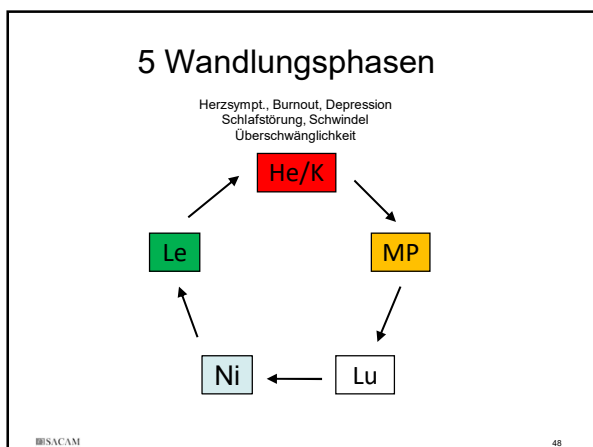 5 Wandlungsphasen
Herzsympt., Burnout, Depression
Schlafstörung, Schwindel
Überschwänglichkeit
He/K
Le
MP
Ni
Lu
SACAM
48